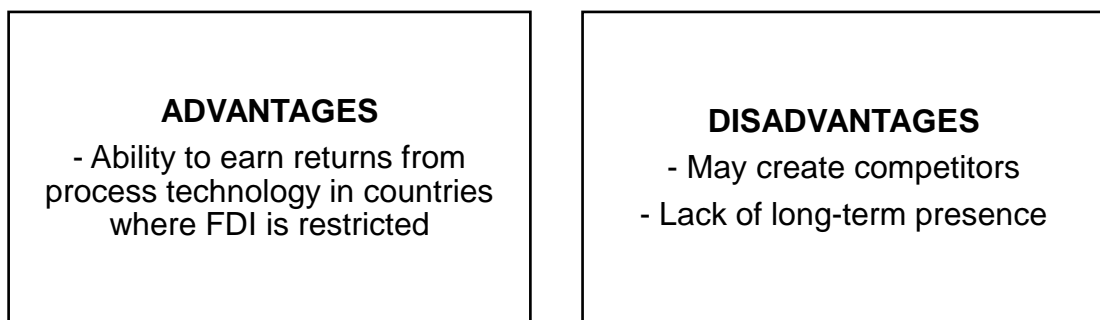 ADVANTAGES
- Ability to earn returns from
process technology in countries
where FDI is restricted
DISADVANTAGES
- May create competitors
- Lack of long-term presence